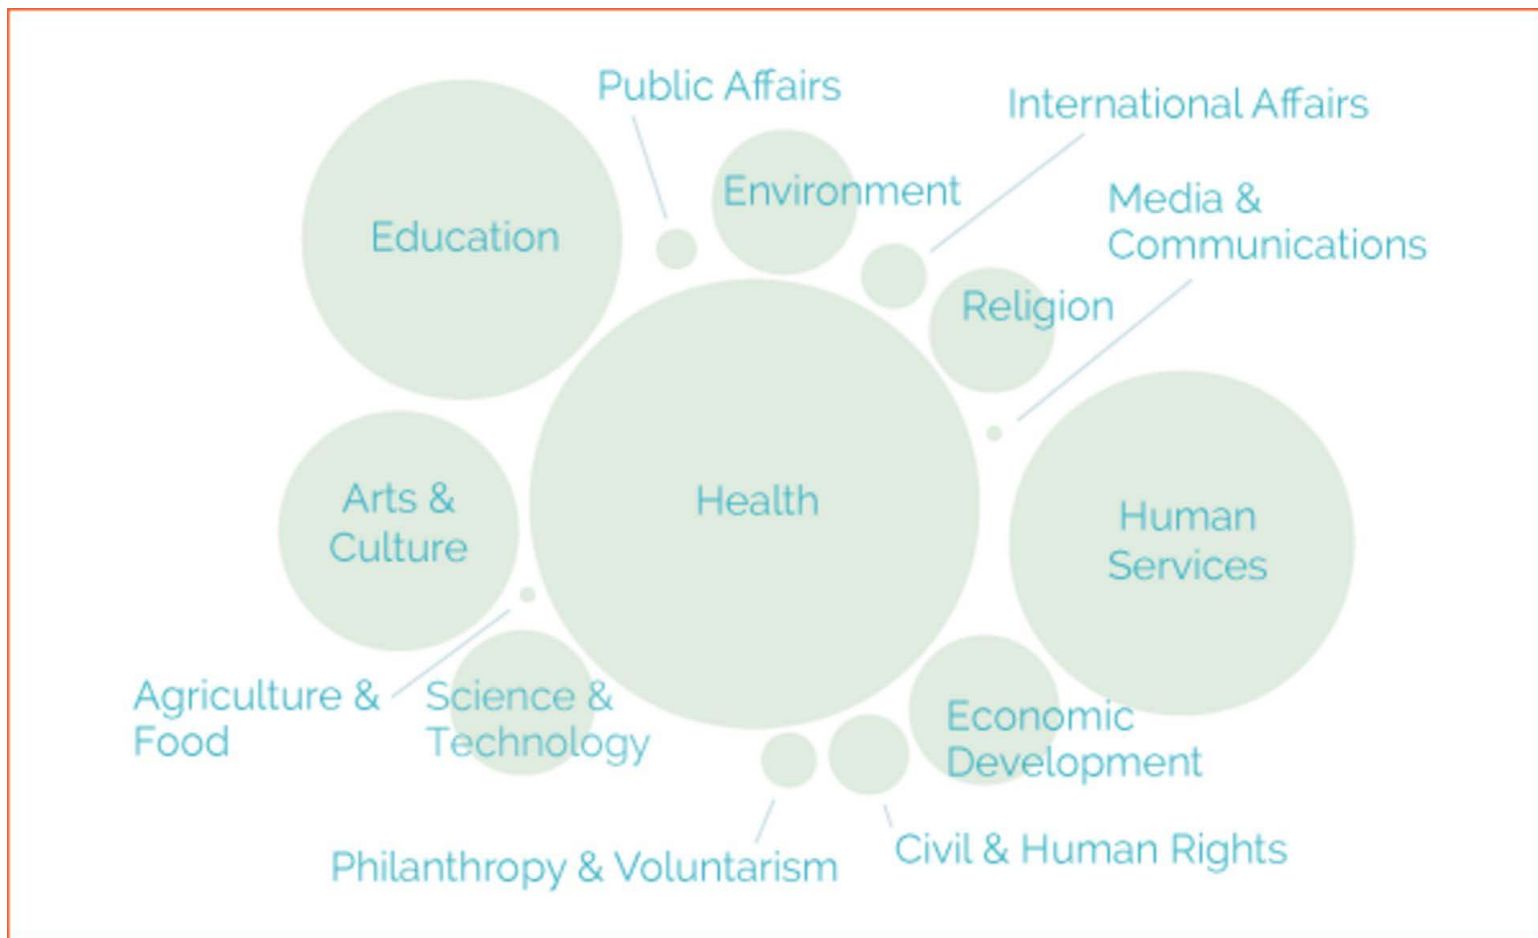 Public Affairs
International Affairs
Environment
Media &
Communications
Education
Religion
Arts &
Culture
Health
Human
Services
Agriculture &
Food
Science &
Technology
Economic
Development
Philanthropy & Voluntarism
Civil & Human Rights